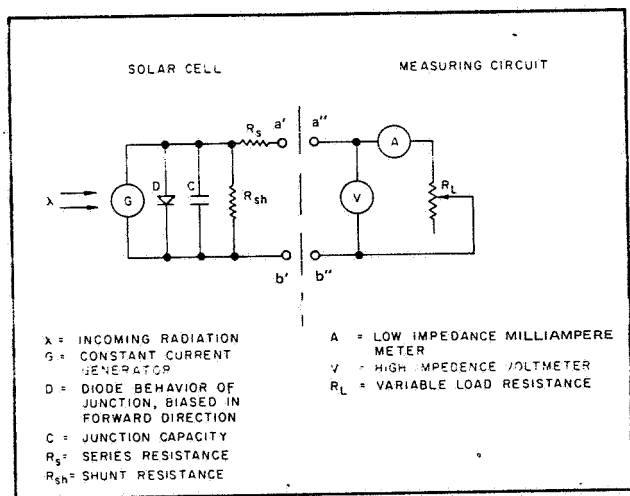 SOLAR CELL
MEASURING CIRCUIT
Rs a' a"
A
λ G D C Rsh V RL
b' b"
λ = INCOMING RADIATION
G = CONSTANT CURRENT
GENERATOR
D = DIODE BEHAVIOR OF
JUNCTION, BIASED IN
FORWARD DIRECTION
C = JUNCTION CAPACITY
Rs = SERIES RESISTANCE
Rsh = SHUNT RESISTANCE
A = LOW IMPEDANCE MILLIAMPERE
METER
V = HIGH IMPEDENCE VOLTMETER
RL = VARIABLE LOAD RESISTANCE